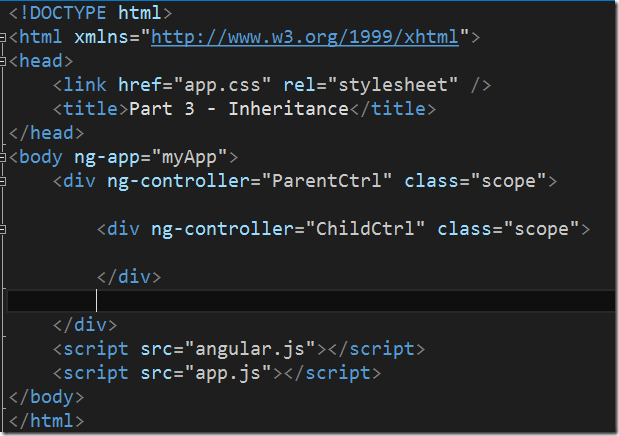 <!DOCTYPE html>
<html xmlns="http://www.w3.org/1999/xhtml">
<head>
    <link href="app.css" rel="stylesheet" />
    <title>Part 3 - Inheritance</title>
</head>
<body ng-app="myApp">
    <div ng-controller="ParentCtrl" class="scope">
        <div ng-controller="ChildCtrl" class="scope">
        </div>
    </div>
    <script src="angular.js"></script>
    <script src="app.js"></script>
</body>
</html>